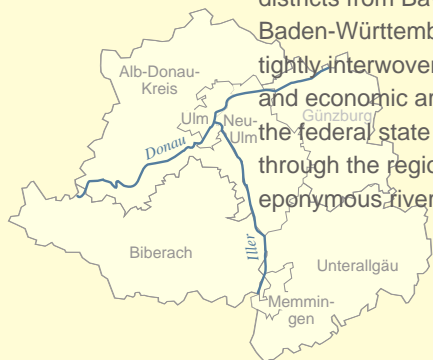 districts from Ba
Baden-Württemb
tightly interwoven
and economic ar
the federal state
through the regio
eponymous river
Alb-Donau-
Kreis
Ulm
Neu-
Ulm
Günzburg
Donau
Iller
Biberach
Unterallgäu
Memmin-
gen